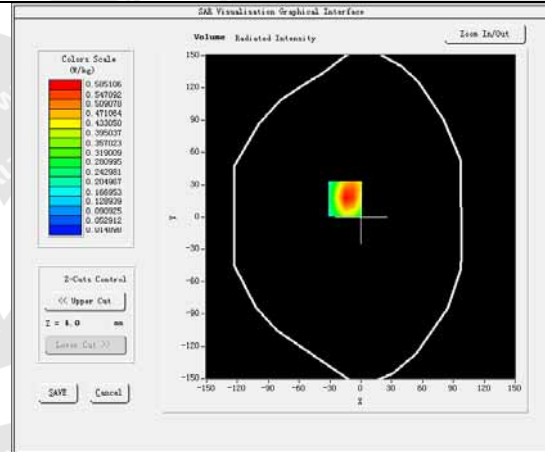 SAR Visualisation Graphical Interface
Volume Radiated Intensity
Zoom In/Out
Colors Scale
(W/kg)
0.585106
0.547092
0.509078
0.471064
0.433050
0.395037
0.357023
0.319009
0.280995
0.242981
0.204967
0.166953
0.128939
0.090925
0.052912
0.014898
150
120
90
60
30
0
-30
-60
-90
-120
-150
Y
-150 -120 -90 -60 -30 0 30 60 90 120 150
X
Z-Cuts Control
<< Upper Cut
Z = 4.0 mm
Lower Cut >>
SAVE Cancel